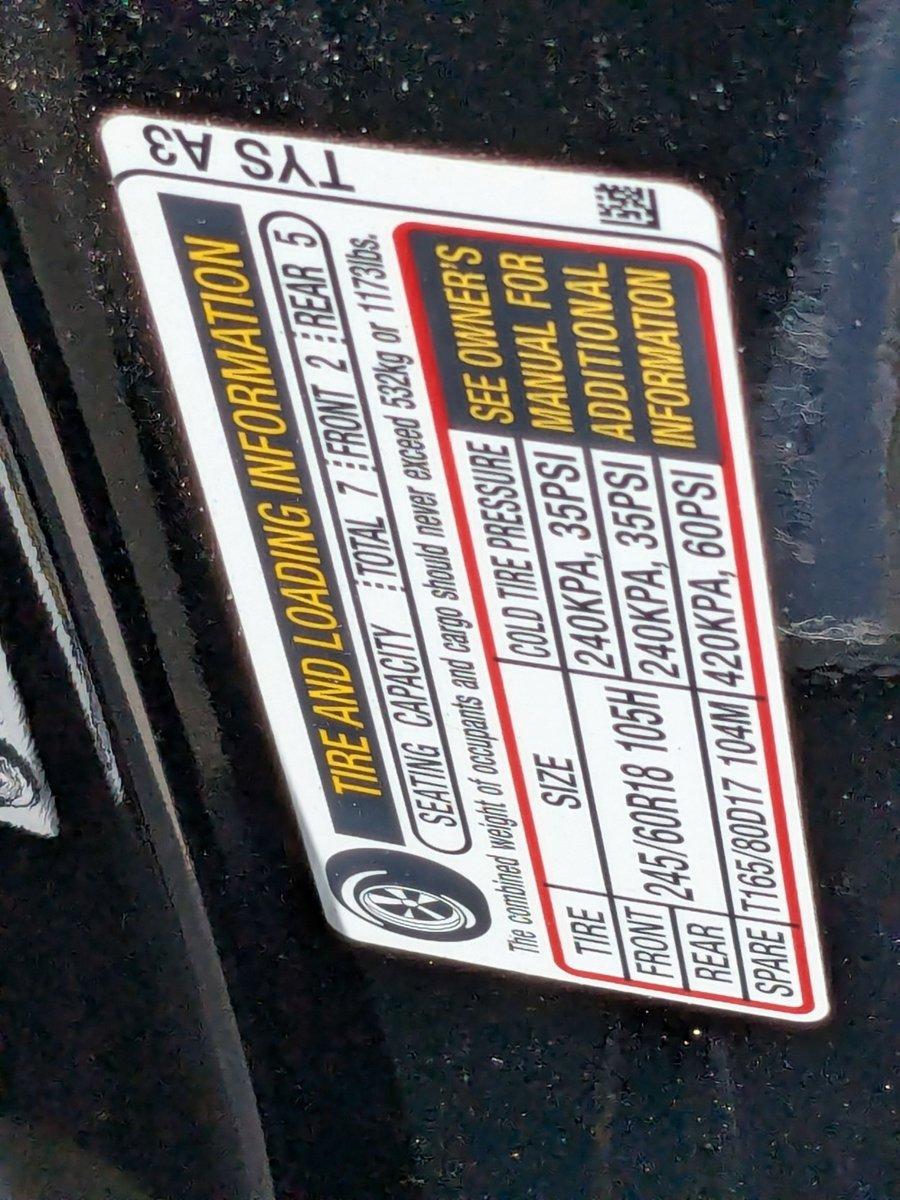 TYS A3
TIRE AND LOADING INFORMATION
SEATING CAPACITY TOTAL 7 FRONT 2 REAR 5
The combined weight of occupants and cargo should never exceed 532kg or 1173lbs.
TIRE SIZE COLD TIRE PRESSURE
FRONT 245/60R18 105H 240KPA, 35PSI
REAR 240KPA, 35PSI
SPARE T165/80D17 104M 420KPA, 60PSI
SEE OWNER'S
MANUAL FOR
ADDITIONAL
INFORMATION